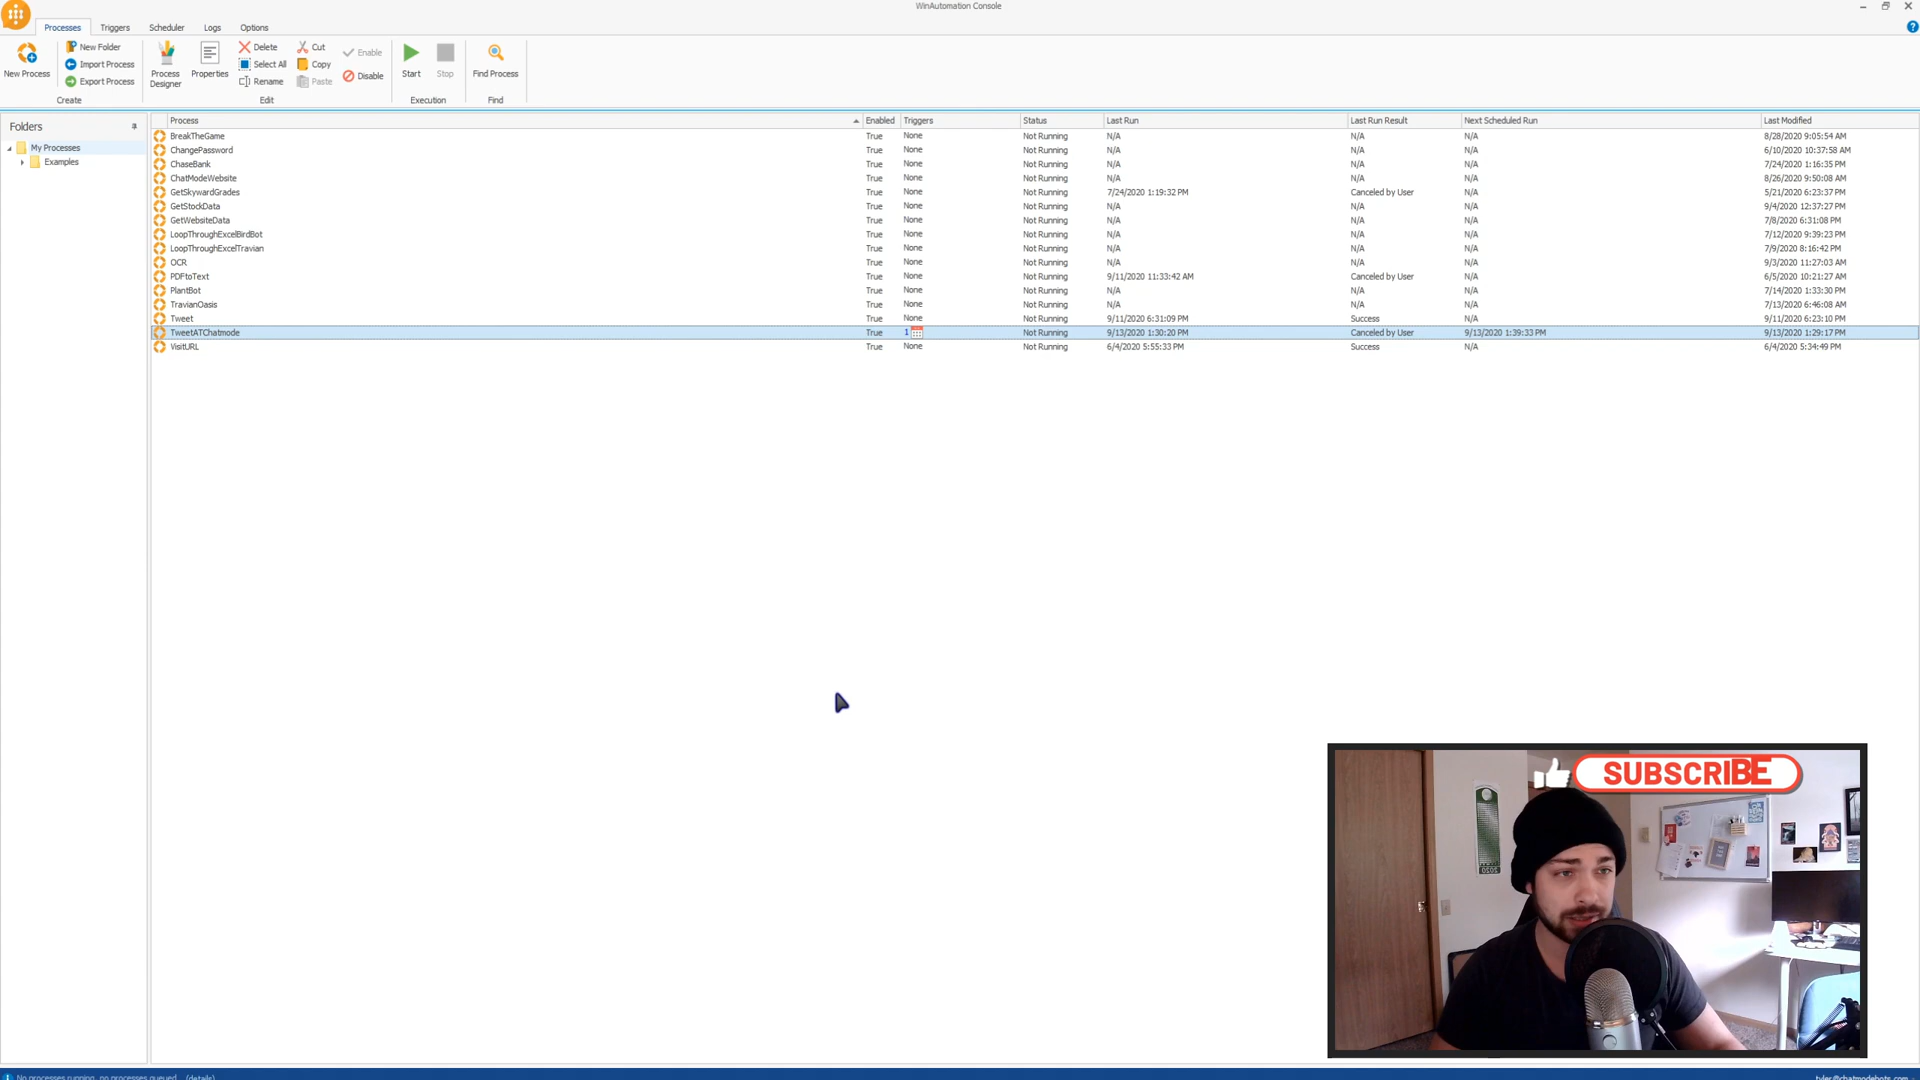 WinAutomation Console
Processes Triggers Scheduler Logs Options
New Process
New Folder
Import Process
Export Process
Create
Process Designer
Properties
Delete
Select All
Rename
Cut
Copy
Paste
Enable
Disable
Edit
Start
Stop
Execution
Find Process
Find
Folders
My Processes
Examples
Process Enabled Triggers Status Last Run Last Run Result Next Scheduled Run Last Modified
BreakTheGame True None Not Running N/A N/A N/A 8/28/2020 9:05:54 AM
ChangePassword True None Not Running N/A N/A N/A 6/10/2020 10:37:58 AM
ChaseBank True None Not Running N/A N/A N/A 7/24/2020 1:16:35 PM
ChatModeWebsite True None Not Running N/A N/A N/A 8/26/2020 9:50:08 AM
GetSkywardGrades True None Not Running 7/24/2020 1:19:32 PM Canceled by User N/A 5/21/2020 6:23:37 PM
GetStockData True None Not Running N/A N/A N/A 9/4/2020 12:37:27 PM
GetWebsiteData True None Not Running N/A N/A N/A 7/8/2020 6:31:08 PM
LoopThroughExcelBirdBot True None Not Running N/A N/A N/A 7/12/2020 9:39:23 PM
LoopThroughExcelTravian True None Not Running N/A N/A N/A 7/9/2020 8:16:42 PM
OCR True None Not Running N/A N/A N/A 9/3/2020 11:27:03 AM
PDFtoText True None Not Running 9/11/2020 11:33:42 AM Canceled by User N/A 6/5/2020 10:21:27 AM
PlantBot True None Not Running N/A N/A N/A 7/14/2020 1:33:30 PM
TravianOasis True None Not Running N/A N/A N/A 7/13/2020 6:46:08 AM
Tweet True None Not Running 9/11/2020 6:31:09 PM Success N/A 9/11/2020 6:23:10 PM
TweetATChatmode True 1 Not Running 9/13/2020 1:30:20 PM Canceled by User 9/13/2020 1:39:33 PM 9/13/2020 1:29:17 PM
VisitURL True None Not Running 6/4/2020 5:55:33 PM Success N/A 6/4/2020 5:34:49 PM
SUBSCRIBE
No processes running, no processes queued (details)
tyler@chatmodebots.com